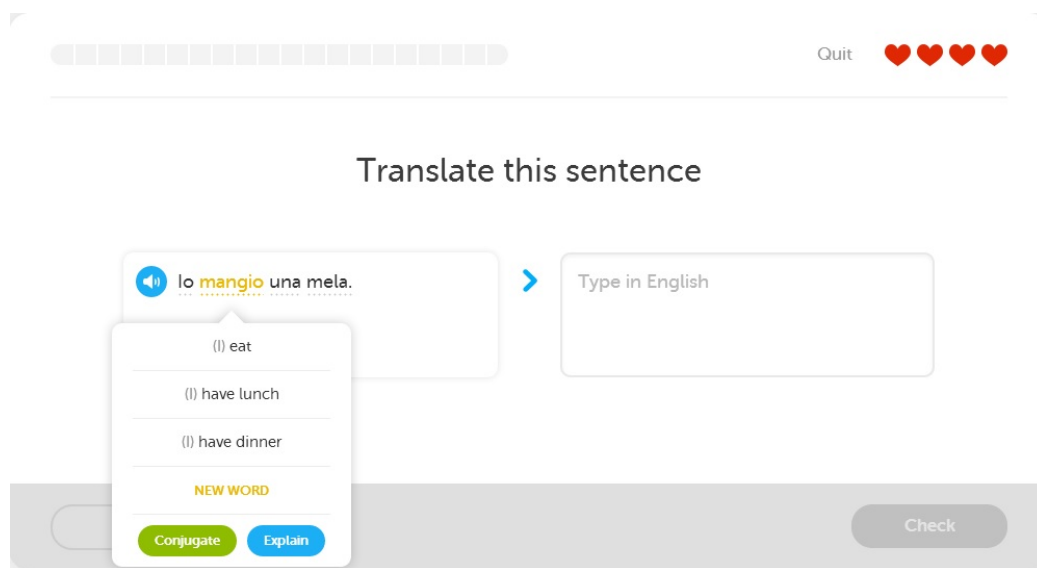 Quit
Translate this sentence
Io mangio una mela.
Type in English
(I) eat
(I) have lunch
(I) have dinner
NEW WORD
Conjugate
Explain
Check